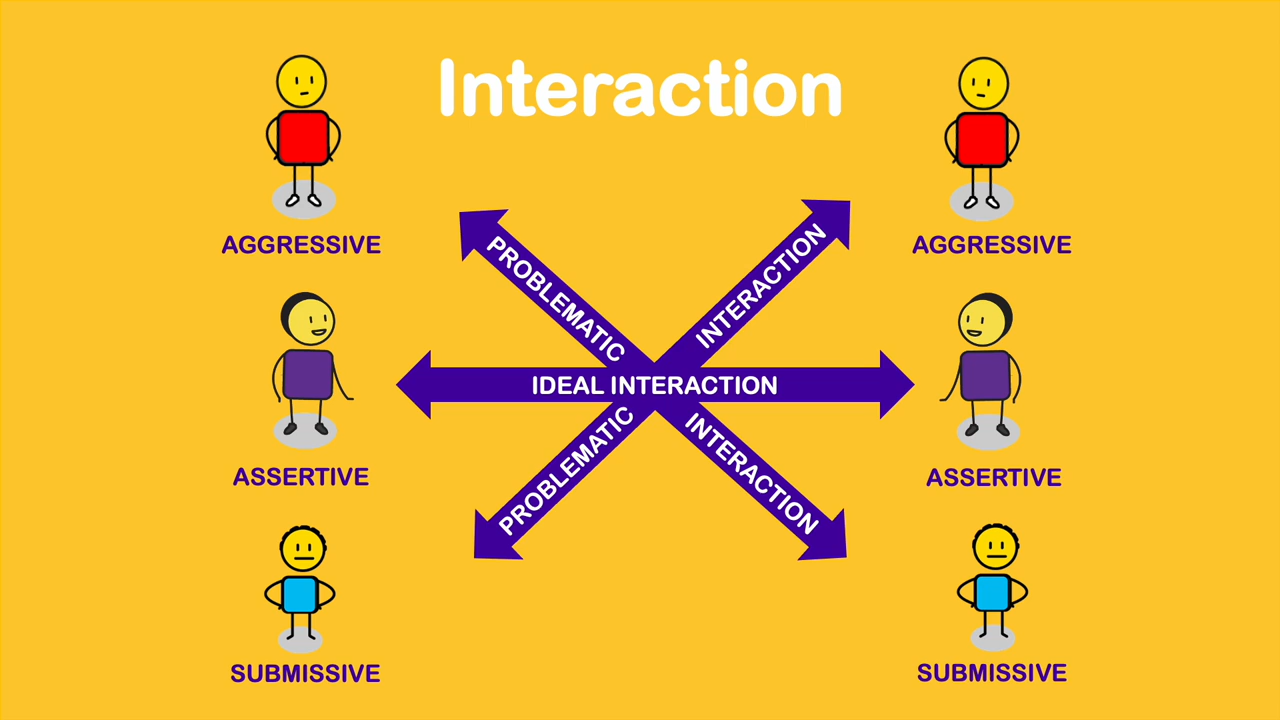 Interaction
AGGRESSIVE
AGGRESSIVE
PROBLEMATIC
INTERACTION
IDEAL INTERACTION
ASSERTIVE
ASSERTIVE
PROBLEMATIC
INTERACTION
SUBMISSIVE
SUBMISSIVE